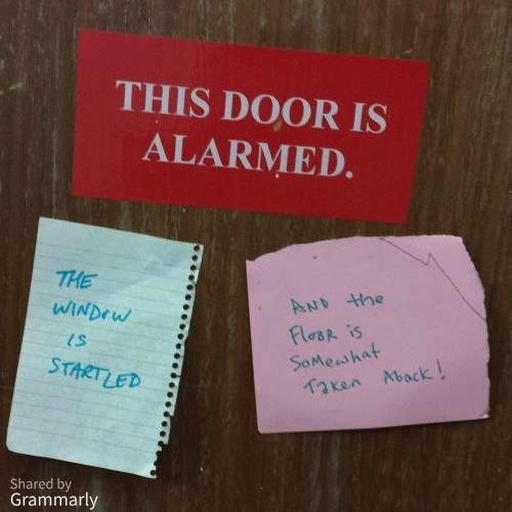 THIS DOOR IS
ALARMED.
THE
WINDOW
IS
STARTLED
AND the
Floor is
SoMewhat
Taken Aback!
Shared by
Grammarly